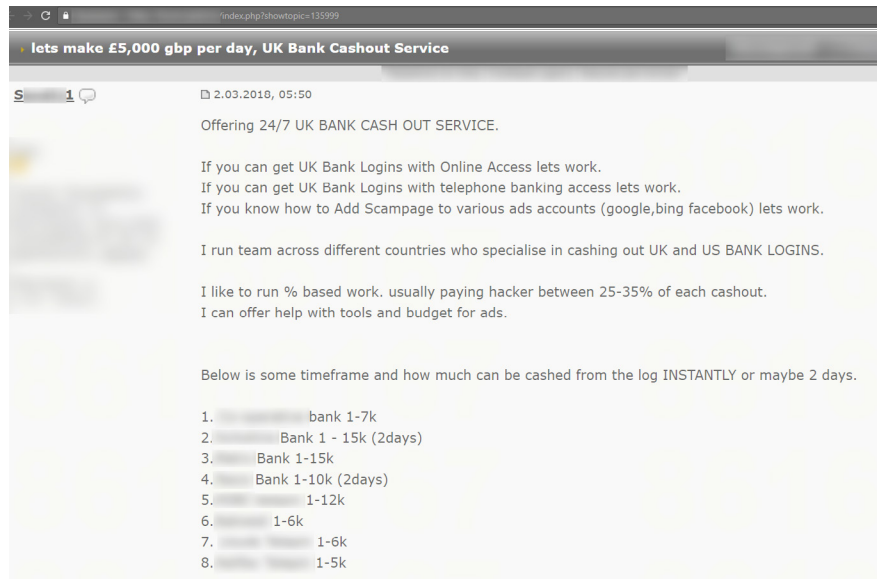 /index.php?showtopic=135999
lets make £5,000 gbp per day, UK Bank Cashout Service
S 1
2.03.2018, 05:50
Offering 24/7 UK BANK CASH OUT SERVICE.
If you can get UK Bank Logins with Online Access lets work.
If you can get UK Bank Logins with telephone banking access lets work.
If you know how to Add Scampage to various ads accounts (google,bing facebook) lets work.
I run team across different countries who specialise in cashing out UK and US BANK LOGINS.
I like to run % based work. usually paying hacker between 25-35% of each cashout.
I can offer help with tools and budget for ads.
Below is some timeframe and how much can be cashed from the log INSTANTLY or maybe 2 days.
1. bank 1-7k
2. Bank 1 - 15k (2days)
3. Bank 1-15k
4. Bank 1-10k (2days)
5. 1-12k
6. 1-6k
7. 1-6k
8. 1-5k